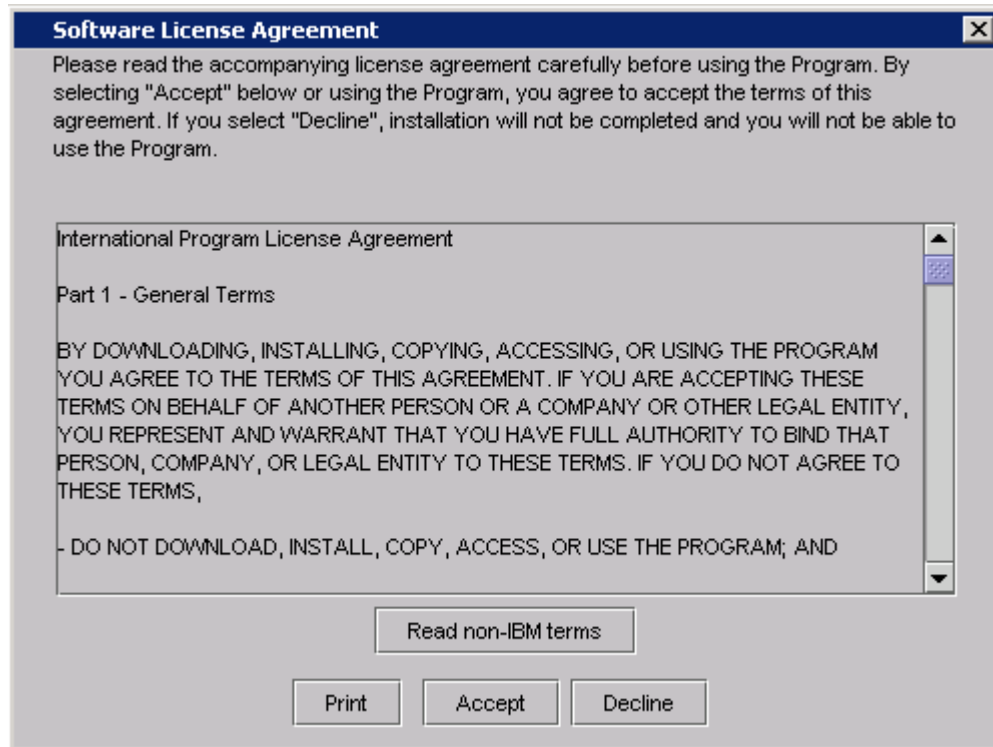 Software License Agreement
Please read the accompanying license agreement carefully before using the Program. By
selecting "Accept" below or using the Program, you agree to accept the terms of this
agreement. If you select "Decline", installation will not be completed and you will not be able to
use the Program.
International Program License Agreement
Part 1 - General Terms
BY DOWNLOADING, INSTALLING, COPYING, ACCESSING, OR USING THE PROGRAM
YOU AGREE TO THE TERMS OF THIS AGREEMENT. IF YOU ARE ACCEPTING THESE
TERMS ON BEHALF OF ANOTHER PERSON OR A COMPANY OR OTHER LEGAL ENTITY,
YOU REPRESENT AND WARRANT THAT YOU HAVE FULL AUTHORITY TO BIND THAT
PERSON, COMPANY, OR LEGAL ENTITY TO THESE TERMS. IF YOU DO NOT AGREE TO
THESE TERMS,
- DO NOT DOWNLOAD, INSTALL, COPY, ACCESS, OR USE THE PROGRAM; AND
Read non-IBM terms
Print Accept Decline